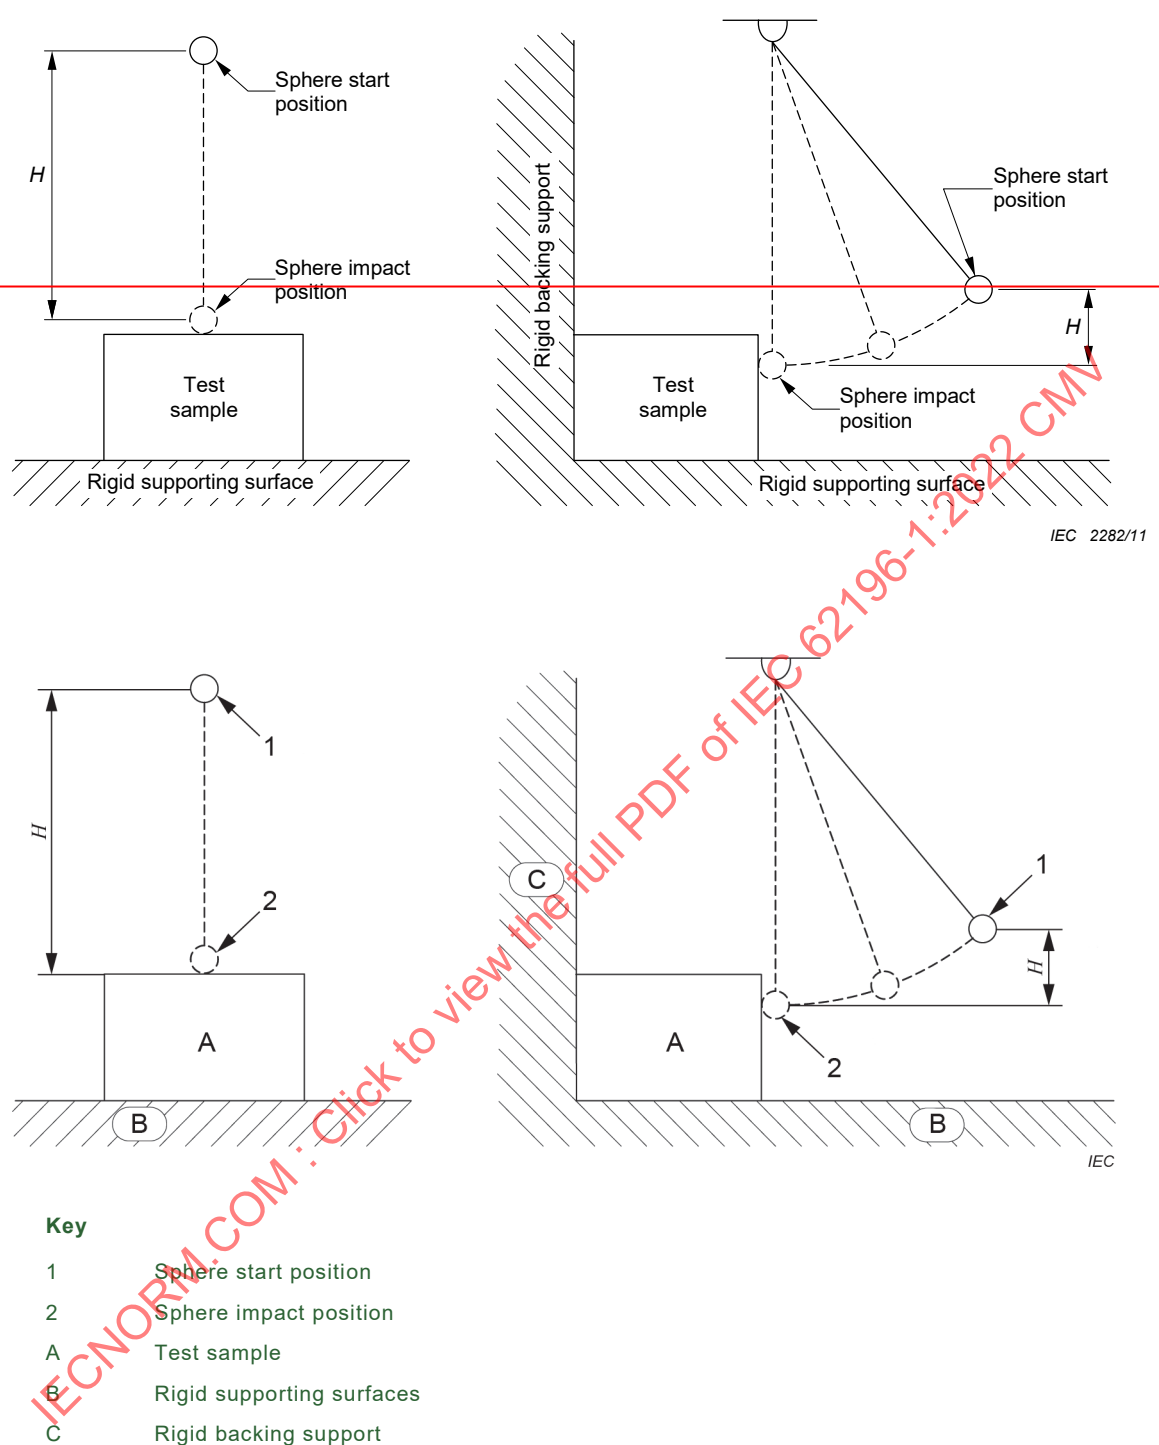 Sphere start
position
H
Sphere impact
position
Test
sample
Rigid supporting surface
Rigid backing support
Sphere start
position
H
Sphere impact
position
Test
sample
Rigid supporting surface
IEC 2282/11
1
H
2
A
B
C
1
H
2
A
B
IEC
IECNORM.COM : Click to view the full PDF of IEC 62196-1:2022 CMV
Key
1 Sphere start position
2 Sphere impact position
A Test sample
B Rigid supporting surfaces
C Rigid backing support